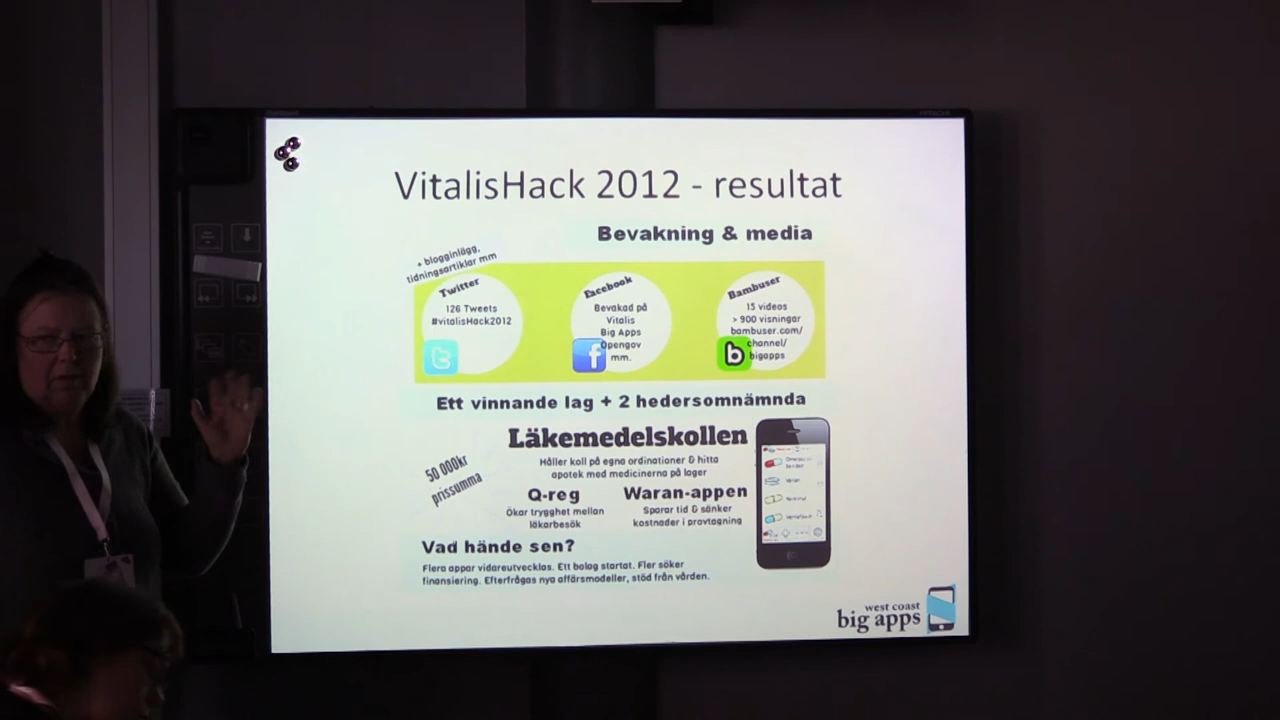 HITACHI
VitalisHack 2012 - resultat
Bevakning & media
+ blogginlägg,
tidningsartiklar mm
Twitter
126 Tweets
#vitalisHack2012
Facebook
Bevakad på
Vitalis
Big Apps
Opengov
mm.
Bambuser
15 videos
> 900 visningar
bambuser.com/
channel/
bigapps
Ett vinnande lag + 2 hedersomnämnda
Läkemedelskollen
Håller koll på egna ordinationer & hitta
apotek med medicinerna på lager
50 000kr
prissumma
Q-reg
Ökar trygghet mellan
läkarbesök
Waran-appen
Sparar tid & sänker
kostnader i provtagning
Vad hände sen?
Flera appar vidareutvecklas. Ett bolag startat. Fler söker
finansiering. Efterfrågas nya affärsmodeller, stöd från vården.
west coast
big apps